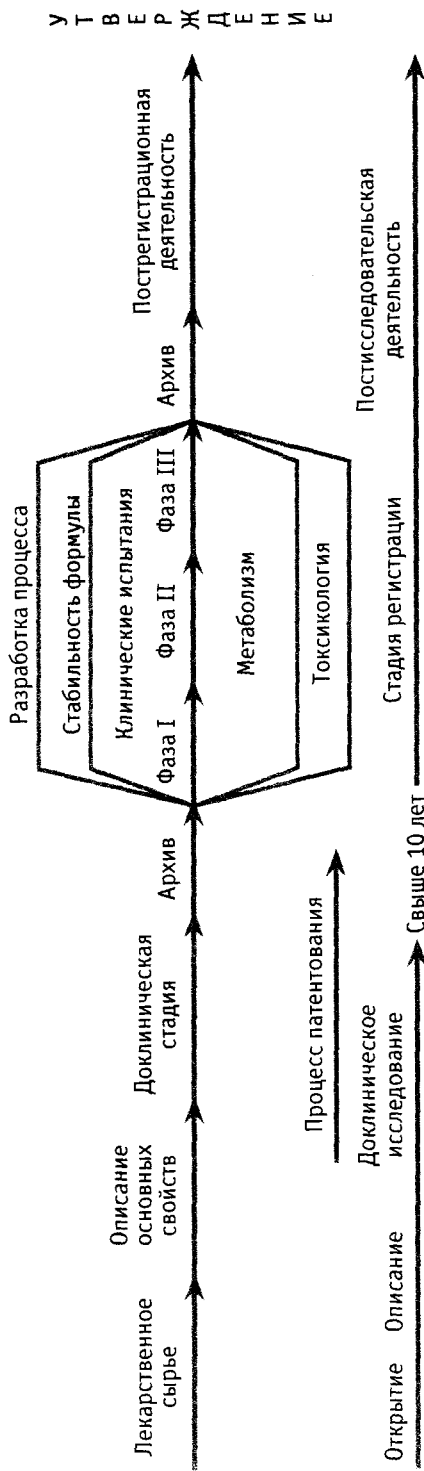 Разработка процесса
Стабильность формулы
Клинические испытания
Лекарственное
сырье
Описание
основных
свойств
Доклиническая
стадия
Архив
Фаза I
Фаза II
Фаза III
Архив
Пострегистрационная
деятельность
Метаболизм
Токсикология
Процесс патентования
Открытие
Описание
Доклиническое
исследование
Свыше 10 лет
Стадия регистрации
Постисследовательская
деятельность
У
Т
В
Е
Р
Ж
Д
Е
Н
И
Е